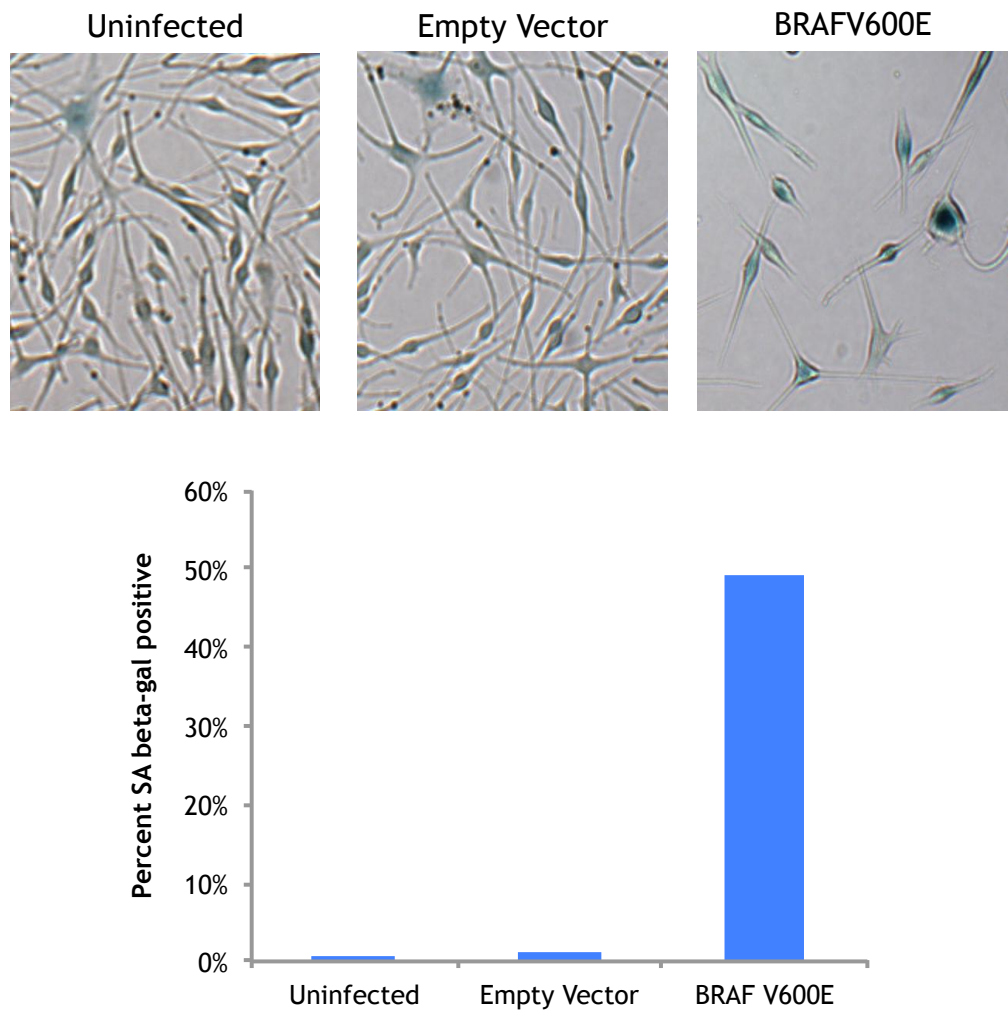 Uninfected
Empty Vector
BRAFV600E
60%
50%
40%
30%
20%
10%
0%
Percent SA beta-gal positive
Uninfected
Empty Vector
BRAF V600E